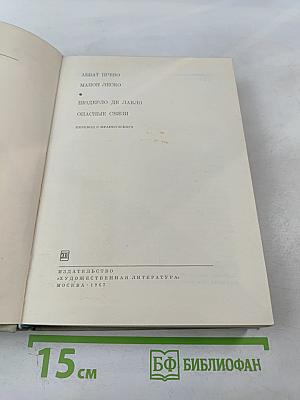 АББАТ ПРЕВО
МАНОН ЛЕСКО
ШОДЕРЛО ДЕ ЛАКЛО
ОПАСНЫЕ СВЯЗИ
ПЕРЕВОД С ФРАНЦУЗСКОГО
ИЗДАТЕЛЬСТВО
«ХУДОЖЕСТВЕННАЯ ЛИТЕРАТУРА»
МОСКВА · 1967
15 см
БФ БИБЛИОФАН